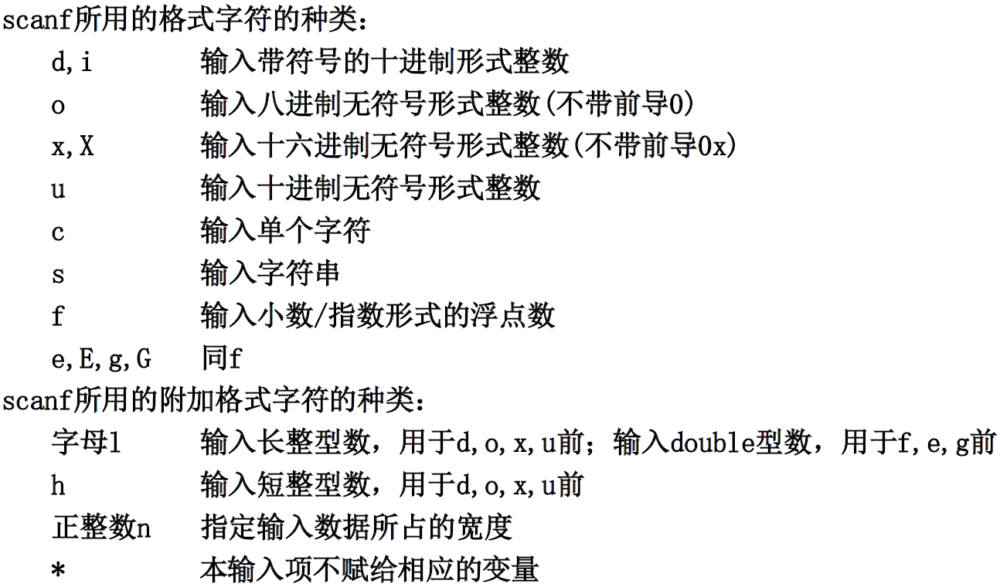 scanf所用的格式字符的种类：
d,i 输入带符号的十进制形式整数
o 输入八进制无符号形式整数(不带前导0)
x,X 输入十六进制无符号形式整数(不带前导0x)
u 输入十进制无符号形式整数
c 输入单个字符
s 输入字符串
f 输入小数/指数形式的浮点数
e,E,g,G 同f
scanf所用的附加格式字符的种类：
字母l 输入长整型数，用于d,o,x,u前；输入double型数，用于f,e,g前
h 输入短整型数，用于d,o,x,u前
正整数n 指定输入数据所占的宽度
* 本输入项不赋给相应的变量